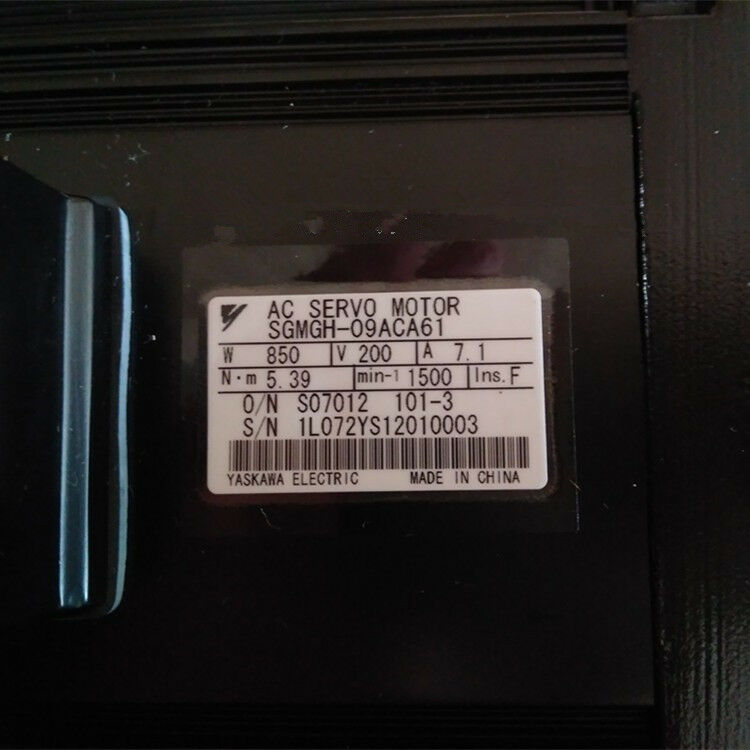 AC SERVO MOTOR
SGMGH-09ACA61
W 850 V 200 A 7.1
N・m 5.39 min-1 1500 Ins. F
O/N S07012 101-3
S/N 1L072YS12010003
YASKAWA ELECTRIC MADE IN CHINA